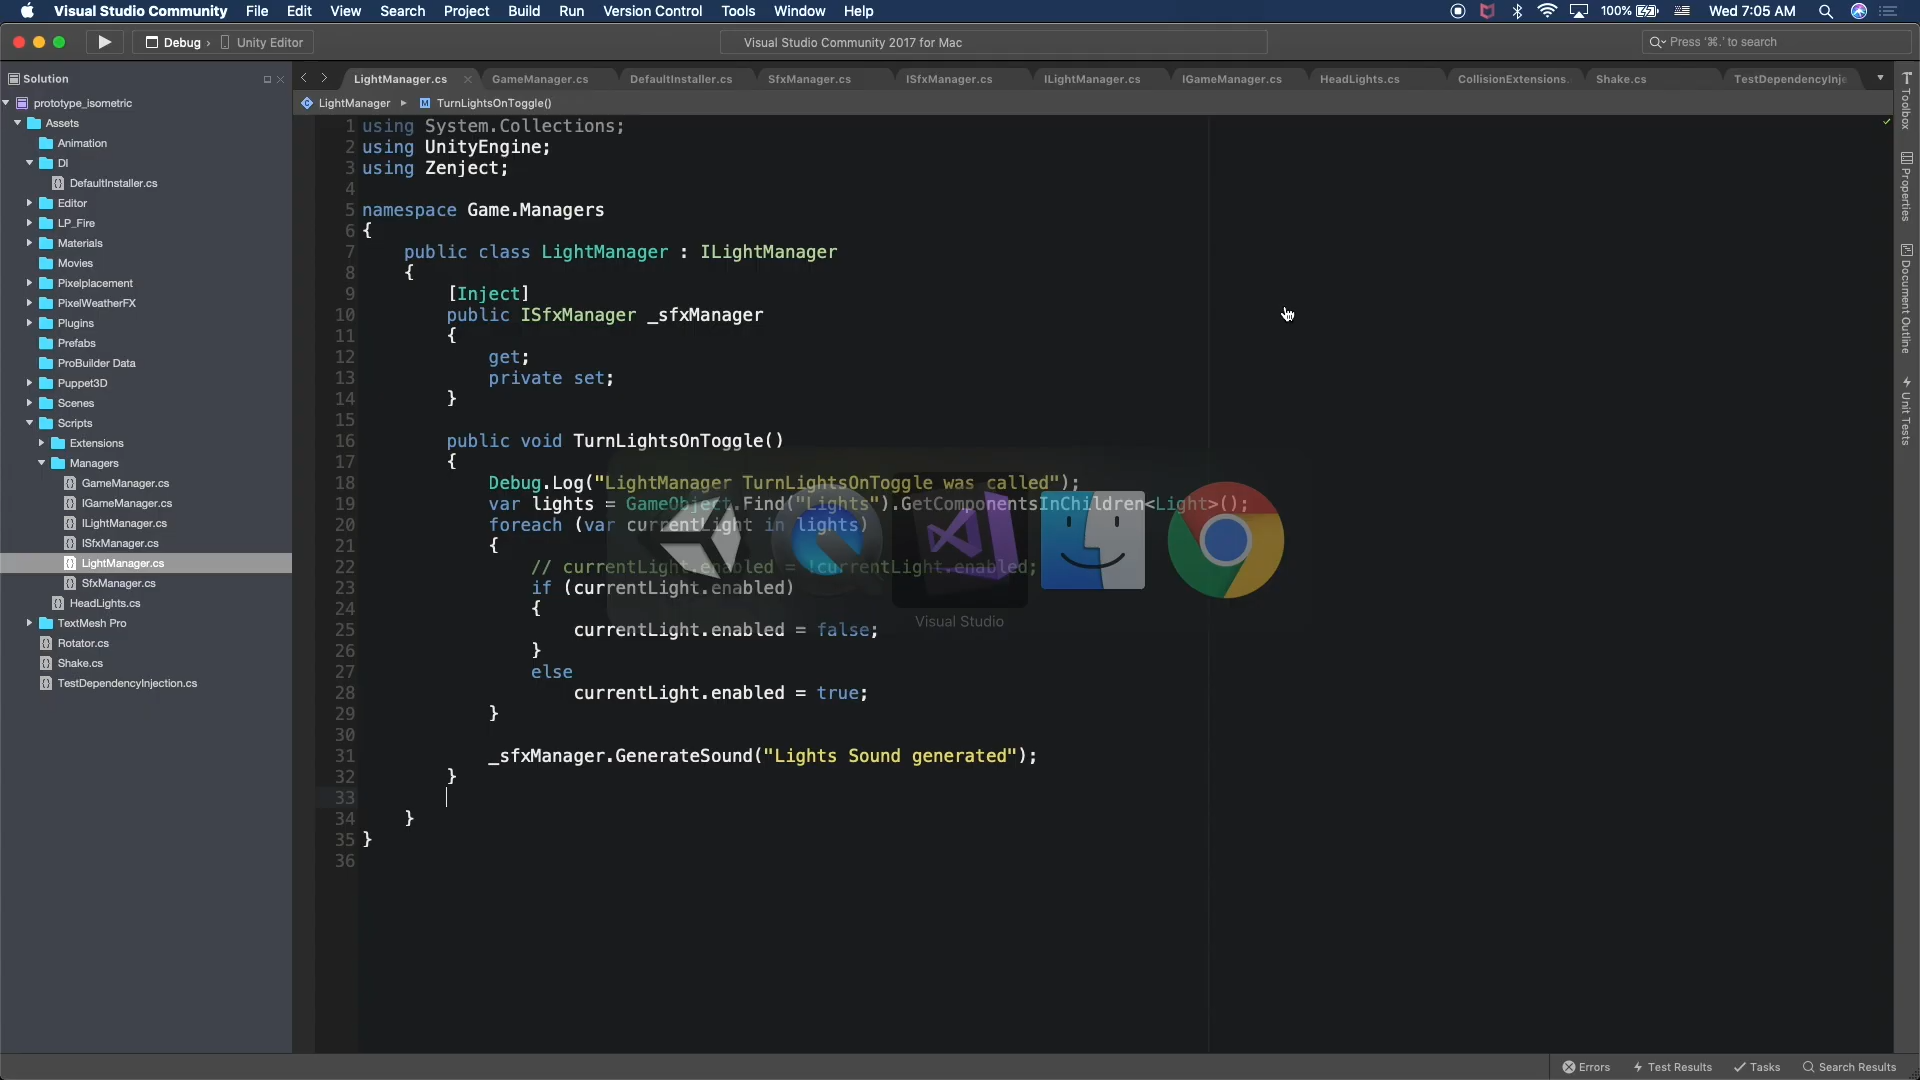 Visual Studio Community File Edit View Search Project Build Run Version Control Tools Window Help 100% Wed 7:05 AM
Debug › Unity Editor Visual Studio Community 2017 for Mac Press '⌘.' to search
Solution
prototype_isometric
Assets
Animation
DI
DefaultInstaller.cs
Editor
LP_Fire
Materials
Movies
Pixelplacement
PixelWeatherFX
Plugins
Prefabs
ProBuilder Data
Puppet3D
Scenes
Scripts
Extensions
Managers
GameManager.cs
IGameManager.cs
ILightManager.cs
ISfxManager.cs
LightManager.cs
SfxManager.cs
HeadLights.cs
TextMesh Pro
Rotator.cs
Shake.cs
TestDependencyInjection.cs
LightManager.cs GameManager.cs DefaultInstaller.cs SfxManager.cs ISfxManager.cs ILightManager.cs IGameManager.cs HeadLights.cs CollisionExtensions. Shake.cs TestDependencyInje
LightManager ▸ M TurnLightsOnToggle()
1 using System.Collections;
2 using UnityEngine;
3 using Zenject;
4
5 namespace Game.Managers
6 {
7 public class LightManager : ILightManager
8 {
9 [Inject]
10 public ISfxManager _sfxManager
11 {
12 get;
13 private set;
14 }
15
16 public void TurnLightsOnToggle()
17 {
18 Debug.Log("LightManager TurnLightsOnToggle was called");
19 var lights = GameObject.Find("Lights").GetComponentsInChildren<Light>();
20 foreach (var currentLight in lights)
21 {
22 // currentLight.enabled = !currentLight.enabled;
23 if (currentLight.enabled)
24 {
25 currentLight.enabled = false;
26 }
27 else
28 currentLight.enabled = true;
29 }
30
31 _sfxManager.GenerateSound("Lights Sound generated");
32 }
33
34 }
35 }
36
Visual Studio
Toolbox
Properties
Document Outline
Unit Tests
Errors Test Results Tasks Search Results